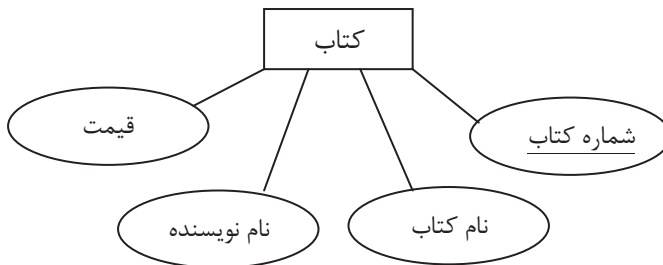 کتاب
شماره کتاب
قیمت
نام کتاب
نام نویسنده